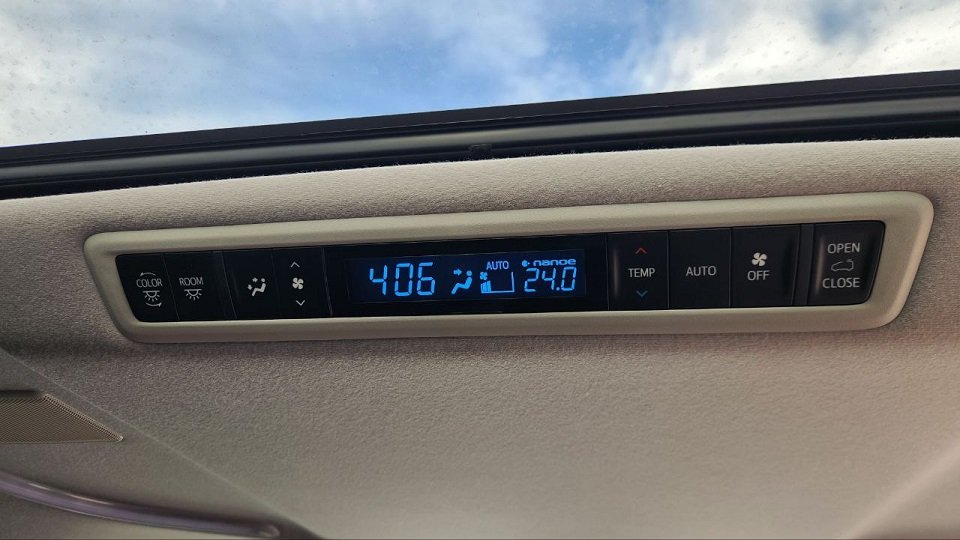 COLOR
ROOM
406
AUTO
nanoe
24.0
TEMP
AUTO
OFF
OPEN
CLOSE